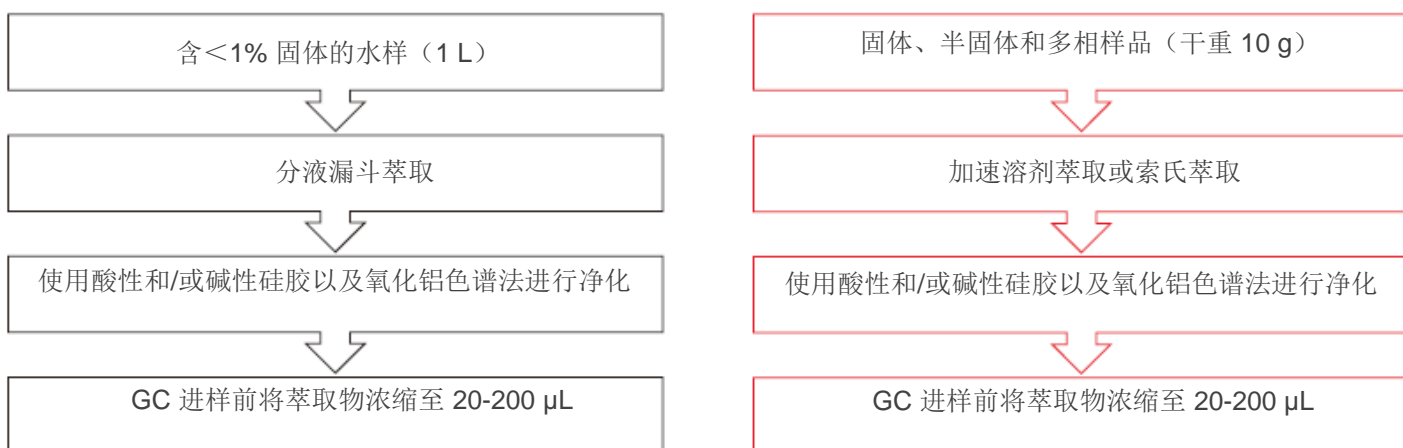 含＜1% 固体的水样（1 L）
分液漏斗萃取
使用酸性和/或碱性硅胶以及氧化铝色谱法进行净化
GC 进样前将萃取物浓缩至 20-200 μL
固体、半固体和多相样品（干重 10 g）
加速溶剂萃取或索氏萃取
使用酸性和/或碱性硅胶以及氧化铝色谱法进行净化
GC 进样前将萃取物浓缩至 20-200 μL